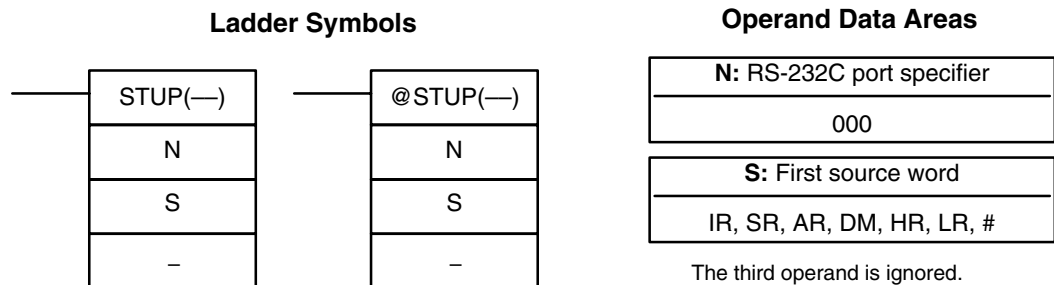 Ladder Symbols
STUP(––)
N
S
–
@STUP(––)
N
S
–
Operand Data Areas
N: RS-232C port specifier
000
S: First source word
IR, SR, AR, DM, HR, LR, #
The third operand is ignored.